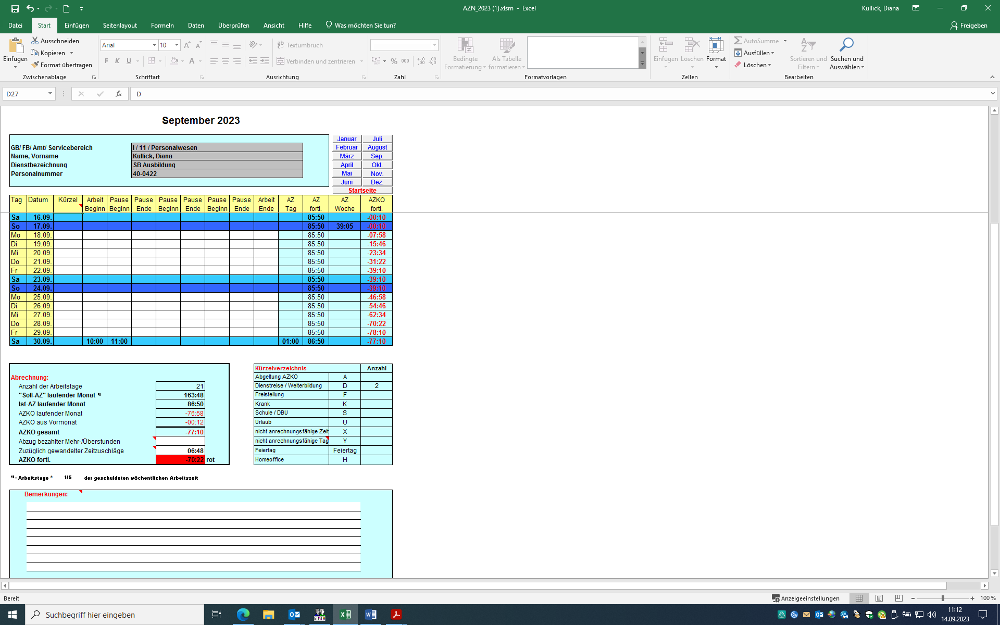 AZN_2023 (1).xlsm - Excel
Kullick, Diana
Datei Start Einfügen Seitenlayout Formeln Daten Überprüfen Ansicht Hilfe Was möchten Sie tun? Freigeben
Einfügen
Ausschneiden
Kopieren
Format übertragen
Zwischenablage
Arial 10
F K U
Schriftart
Textumbruch
Verbinden und zentrieren
Ausrichtung
% 000
Zahl
Bedingte Formatierung
Als Tabelle formatieren
Formatvorlagen
Einfügen Löschen Format
Zellen
AutoSumme
Ausfüllen
Löschen
Sortieren und Filtern
Suchen und Auswählen
Bearbeiten
D27 fx D
September 2023
GB/ FB/ Amt/ Servicebereich I / 11 / Personalwesen
Name, Vorname Kullick, Diana
Dienstbezeichnung SB Ausbildung
Personalnummer 40-0422
Januar Juli
Februar August
März Sep.
April Okt.
Mai Nov.
Juni Dez.
Startseite
Tag Datum Kürzel Arbeit Beginn Pause Beginn Pause Ende Pause Beginn Pause Ende Pause Beginn Pause Ende Arbeit Ende AZ Tag AZ fortl. AZ Woche AZKO fortl.
Sa 16.09. 85:50 -00:10
So 17.09. 85:50 39:05 -00:10
Mo 18.09. 85:50 -07:58
Di 19.09. 85:50 -15:46
Mi 20.09. 85:50 -23:34
Do 21.09. 85:50 -31:22
Fr 22.09. 85:50 -39:10
Sa 23.09. 85:50 -39:10
So 24.09. 85:50 -39:10
Mo 25.09. 85:50 -46:58
Di 26.09. 85:50 -54:46
Mi 27.09. 85:50 -62:34
Do 28.09. 85:50 -70:22
Fr 29.09. 85:50 -78:10
Sa 30.09. 10:00 11:00 01:00 86:50 -77:10
Abrechnung:
Anzahl der Arbeitstage 21
"Soll-AZ" laufender Monat ¹⁾ 163:48
Ist-AZ laufender Monat 86:50
AZKO laufender Monat -76:58
AZKO aus Vormonat -00:12
AZKO gesamt -77:10
Abzug bezahlter Mehr-/Überstunden
Zuzüglich gewandelter Zeitzuschläge 06:48
AZKO fortl. -70:22 rot
Kürzelverzeichnis Anzahl
Abgeltung AZKO A
Dienstreise / Weiterbildung D 2
Freistellung F
Krank K
Schule / DBU S
Urlaub U
nicht anrechnungsfähige Zeit X
nicht anrechnungsfähige Tag Y
Feiertag Feiertag
Homeoffice H
¹⁾=Arbeitstage * 1/5 der geschuldeten wöchentlichen Arbeitszeit
Bemerkungen:
Bereit
Anzeigeeinstellungen
100 %
Suchbegriff hier eingeben
11:12
14.09.2023